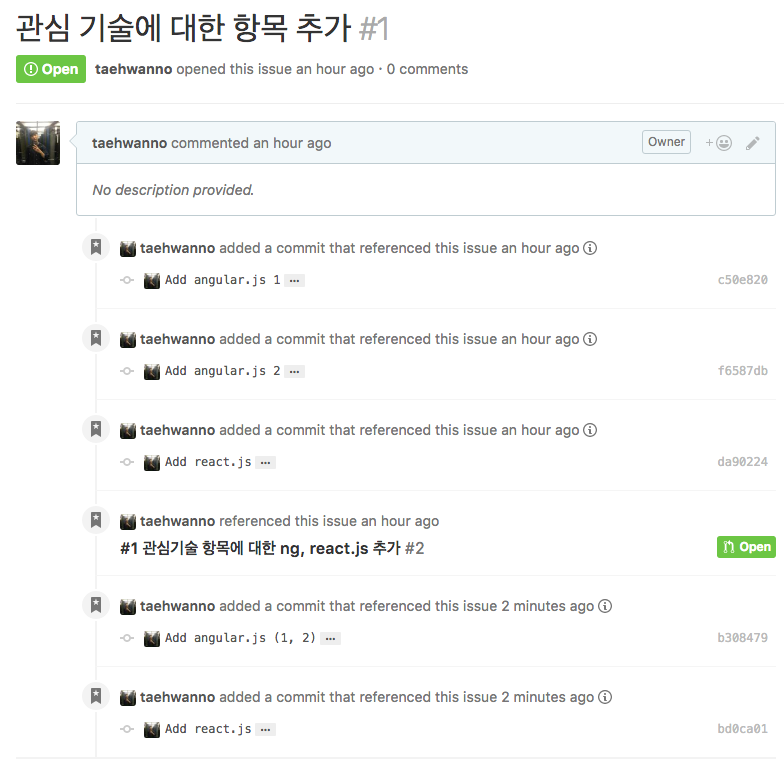 관심 기술에 대한 항목 추가 #1
Open taehwanno opened this issue an hour ago · 0 comments
taehwanno commented an hour ago Owner +
No description provided.
taehwanno added a commit that referenced this issue an hour ago
Add angular.js 1 … c50e820
taehwanno added a commit that referenced this issue an hour ago
Add angular.js 2 … f6587db
taehwanno added a commit that referenced this issue an hour ago
Add react.js … da90224
taehwanno referenced this issue an hour ago
#1 관심기술 항목에 대한 ng, react.js 추가 #2 Open
taehwanno added a commit that referenced this issue 2 minutes ago
Add angular.js (1, 2) … b308479
taehwanno added a commit that referenced this issue 2 minutes ago
Add react.js … bd0ca01